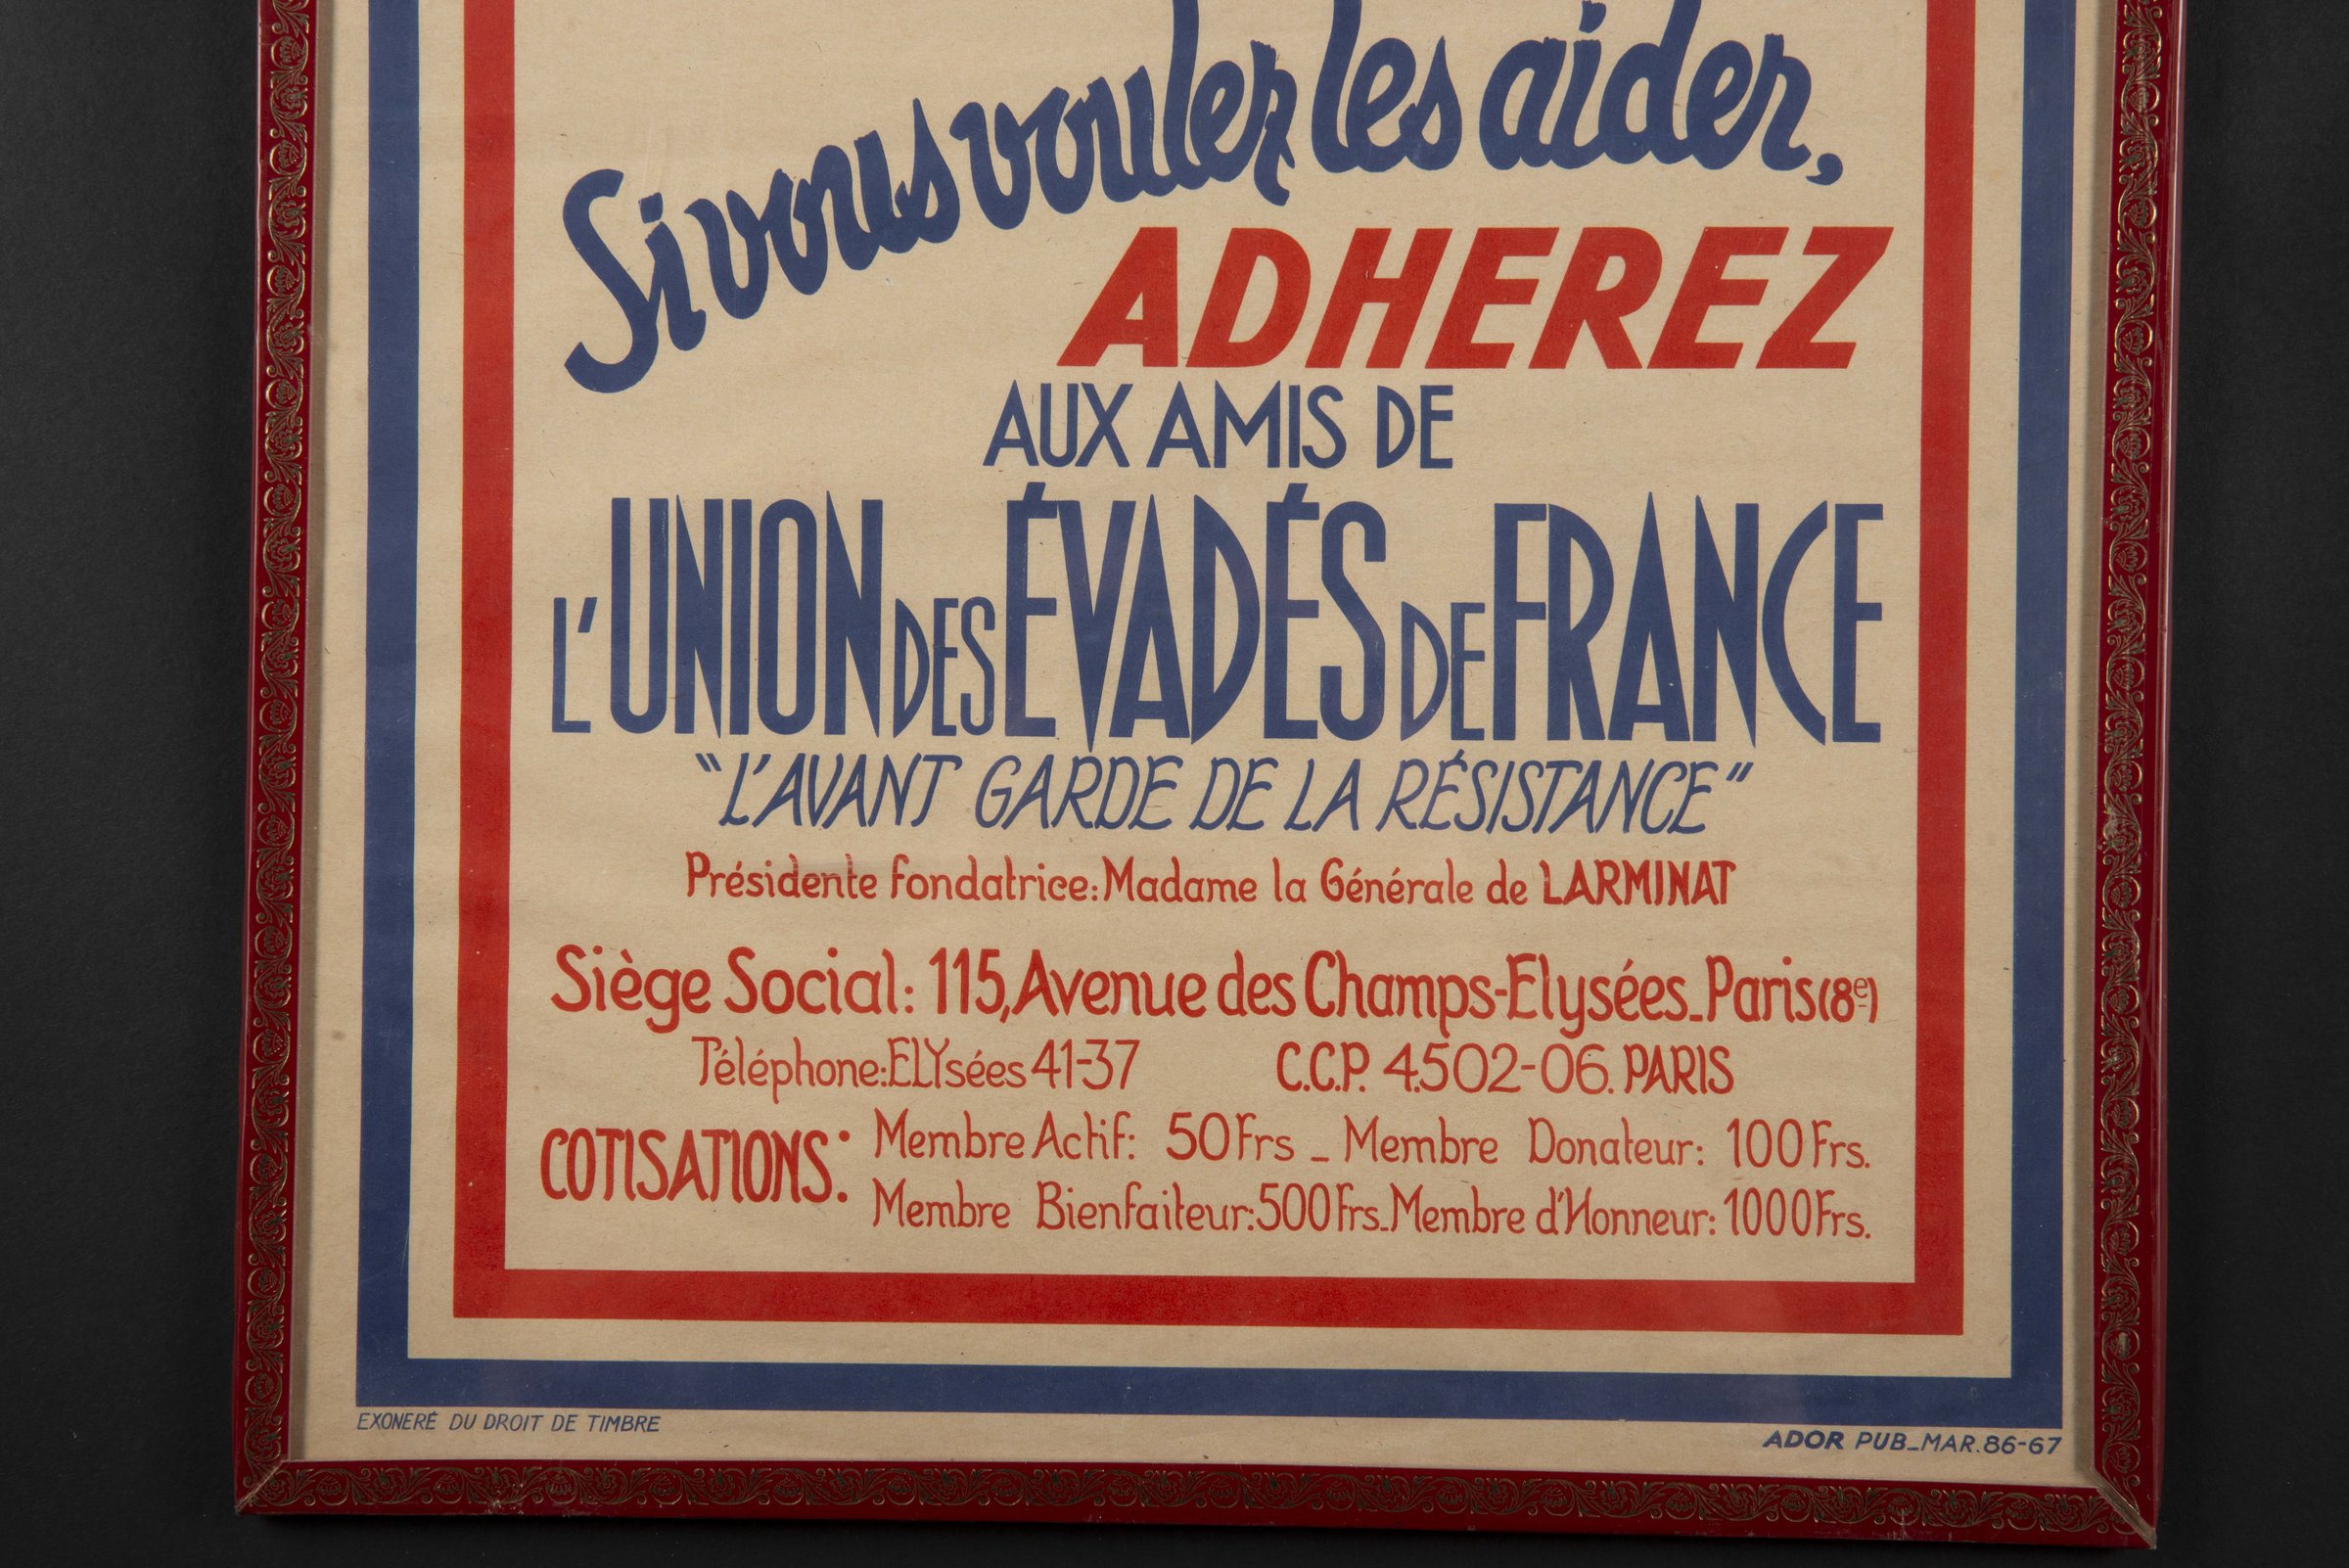 Si vous voulez les aider,
ADHEREZ
AUX AMIS DE
L'UNION DES ÉVADÉS DE FRANCE
"L'AVANT GARDE DE LA RÉSISTANCE"
Présidente fondatrice: Madame la Générale de LARMINAT
Siège Social: 115, Avenue des Champs-Elysées_Paris (8e)
Téléphone: ELYsées 41-37 C.C.P. 4.502-06. PARIS
COTISATIONS: Membre Actif: 50 Frs _ Membre Donateur: 100 Frs.
Membre Bienfaiteur: 500 Frs_Membre d'Honneur: 1000 Frs.
EXONERÉ DU DROIT DE TIMBRE
ADOR PUB_MAR. 86-67